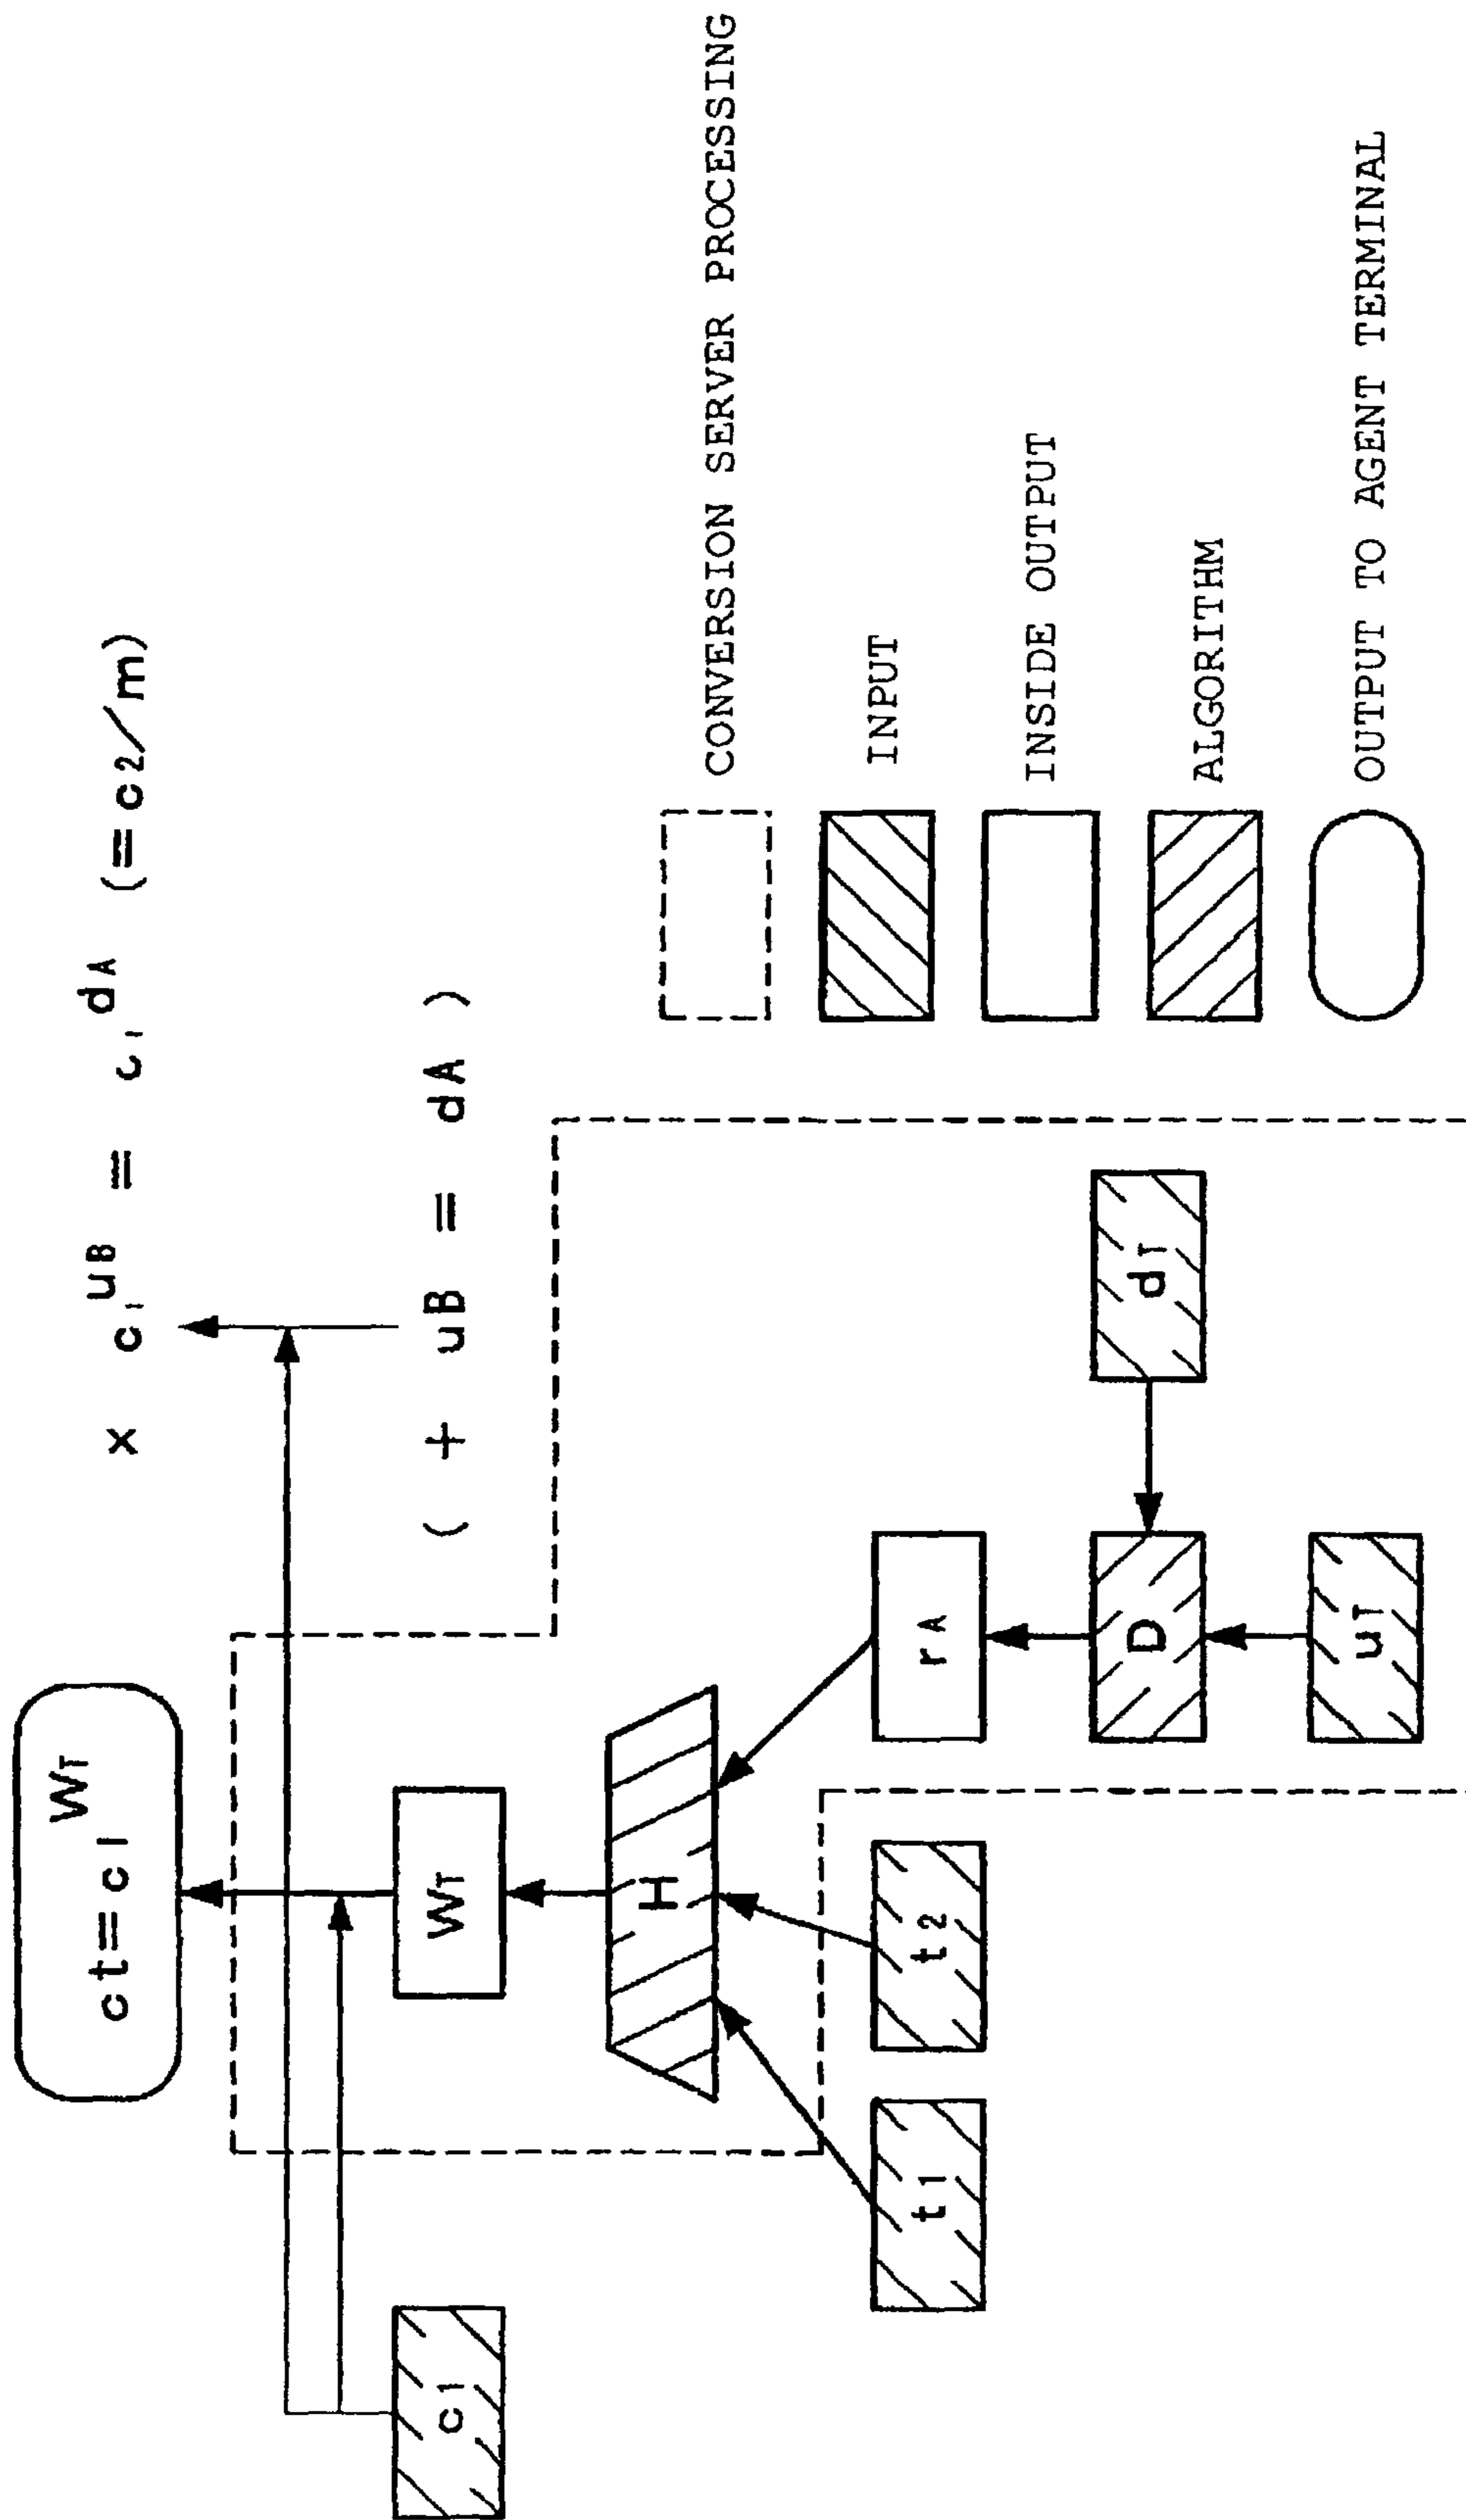 ct=c1 WT × c1 uB = c1 dA (=c2/m)
c1 WT ( + uB = dA )
H
t1 t2 rA
D dT
uT
CONVERSION SERVER PROCESSING
INPUT
INSIDE OUTPUT
ALGORITHM
OUTPUT TO AGENT TERMINAL